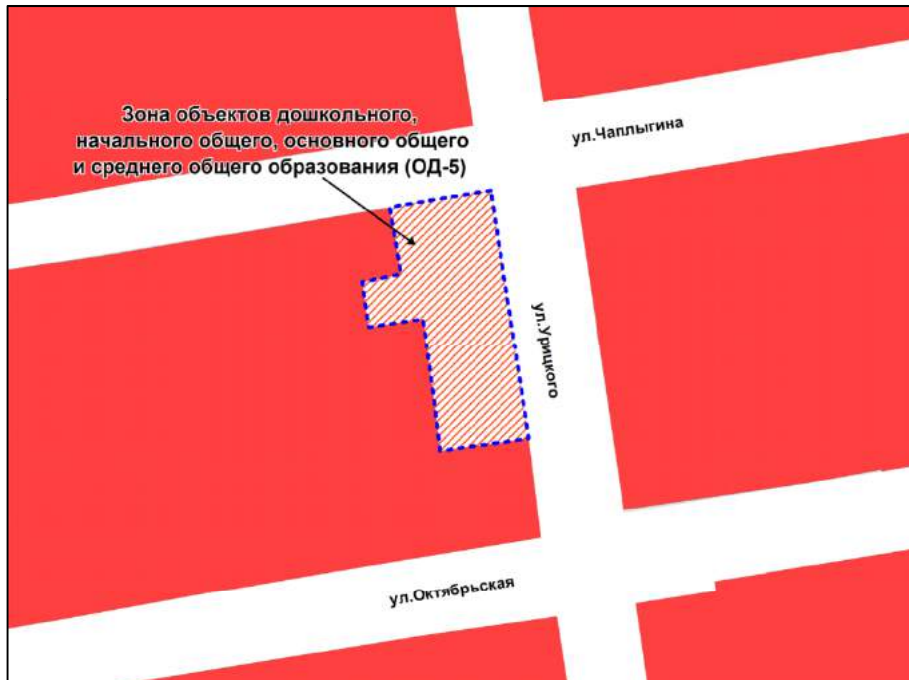 Зона объектов дошкольного,
начального общего, основного общего
и среднего общего образования (ОД-5)
ул.Чаплыгина
ул.Урицкого
ул.Октябрьская